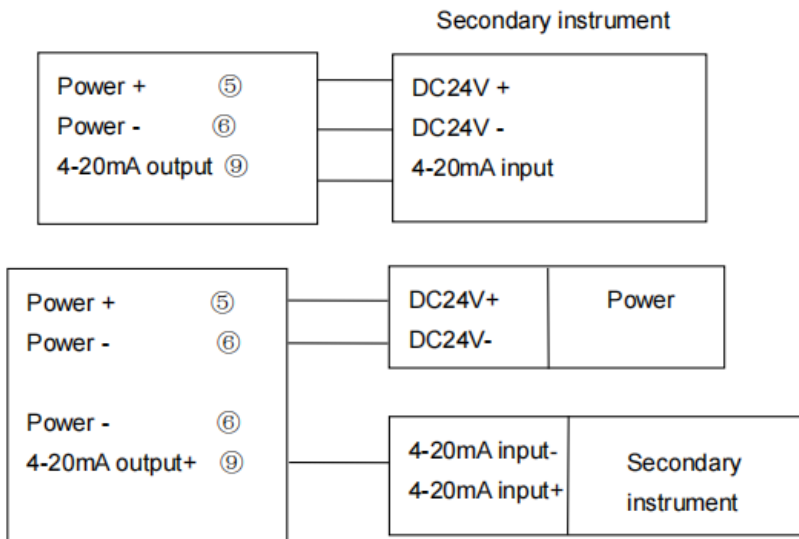 Secondary instrument
Power + ⑤
Power - ⑥
4-20mA output ⑨
DC24V +
DC24V -
4-20mA input
Power + ⑤
Power - ⑥
Power - ⑥
4-20mA output+ ⑨
DC24V+
DC24V-
Power
4-20mA input-
4-20mA input+
Secondary
instrument